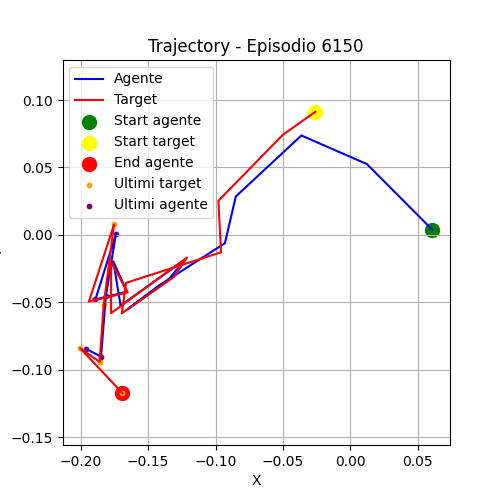 Trajectory - Episodio 6150
Agente
Target
Start agente
Start target
End agente
Ultimi target
Ultimi agente
0.10
0.05
0.00
−0.05
−0.10
−0.15
−0.20
−0.15
−0.10
−0.05
0.00
0.05
X